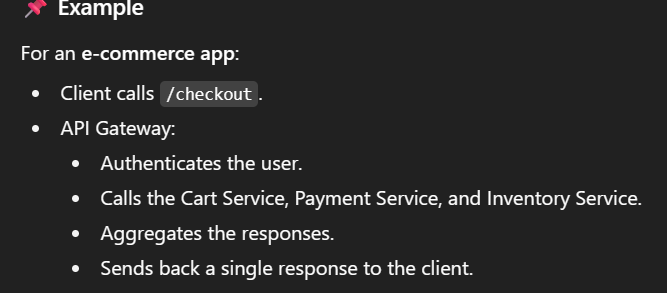 📌 Example
For an e-commerce app:
• Client calls /checkout.
• API Gateway:
• Authenticates the user.
• Calls the Cart Service, Payment Service, and Inventory Service.
• Aggregates the responses.
• Sends back a single response to the client.